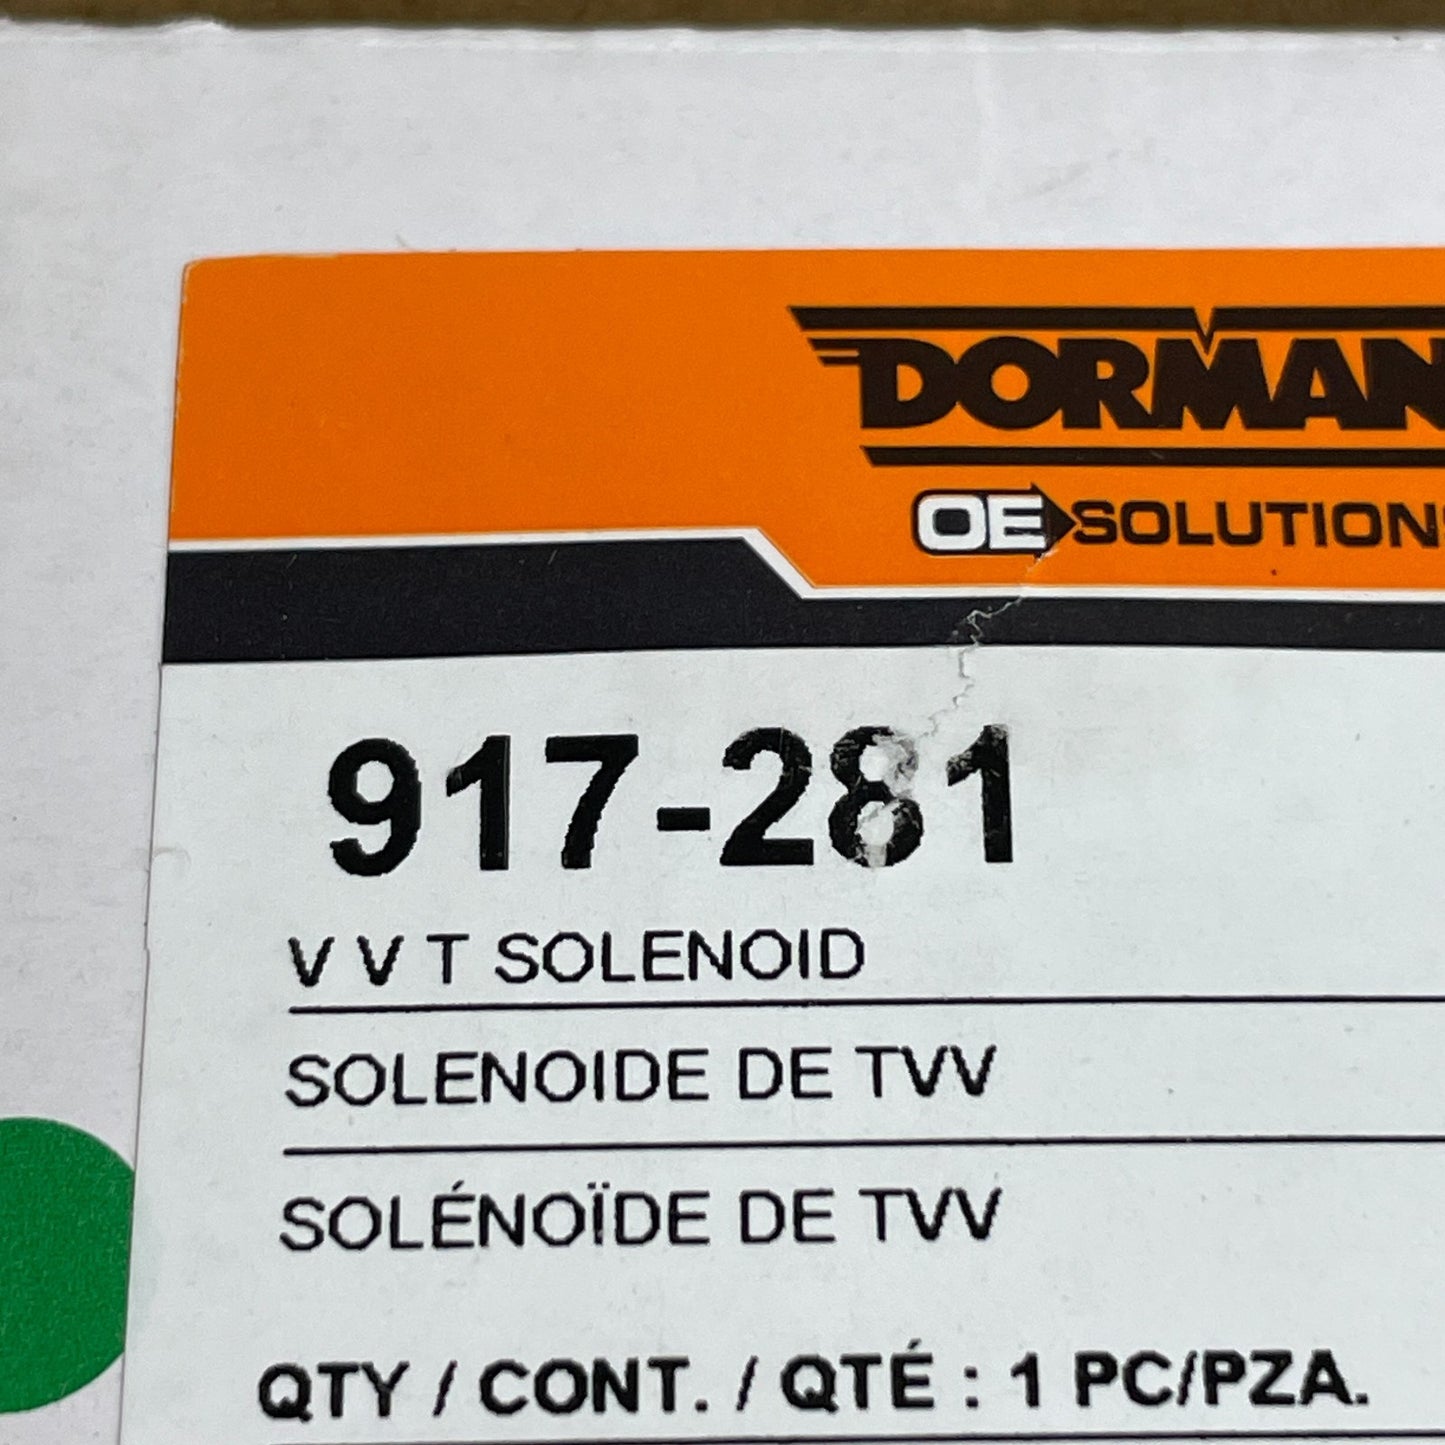 DORMAN
OE SOLUTION
917-281
V V T SOLENOID
SOLENOIDE DE TVV
SOLÉNOÏDE DE TVV
QTY / CONT. / QTÉ : 1 PC/PZA.